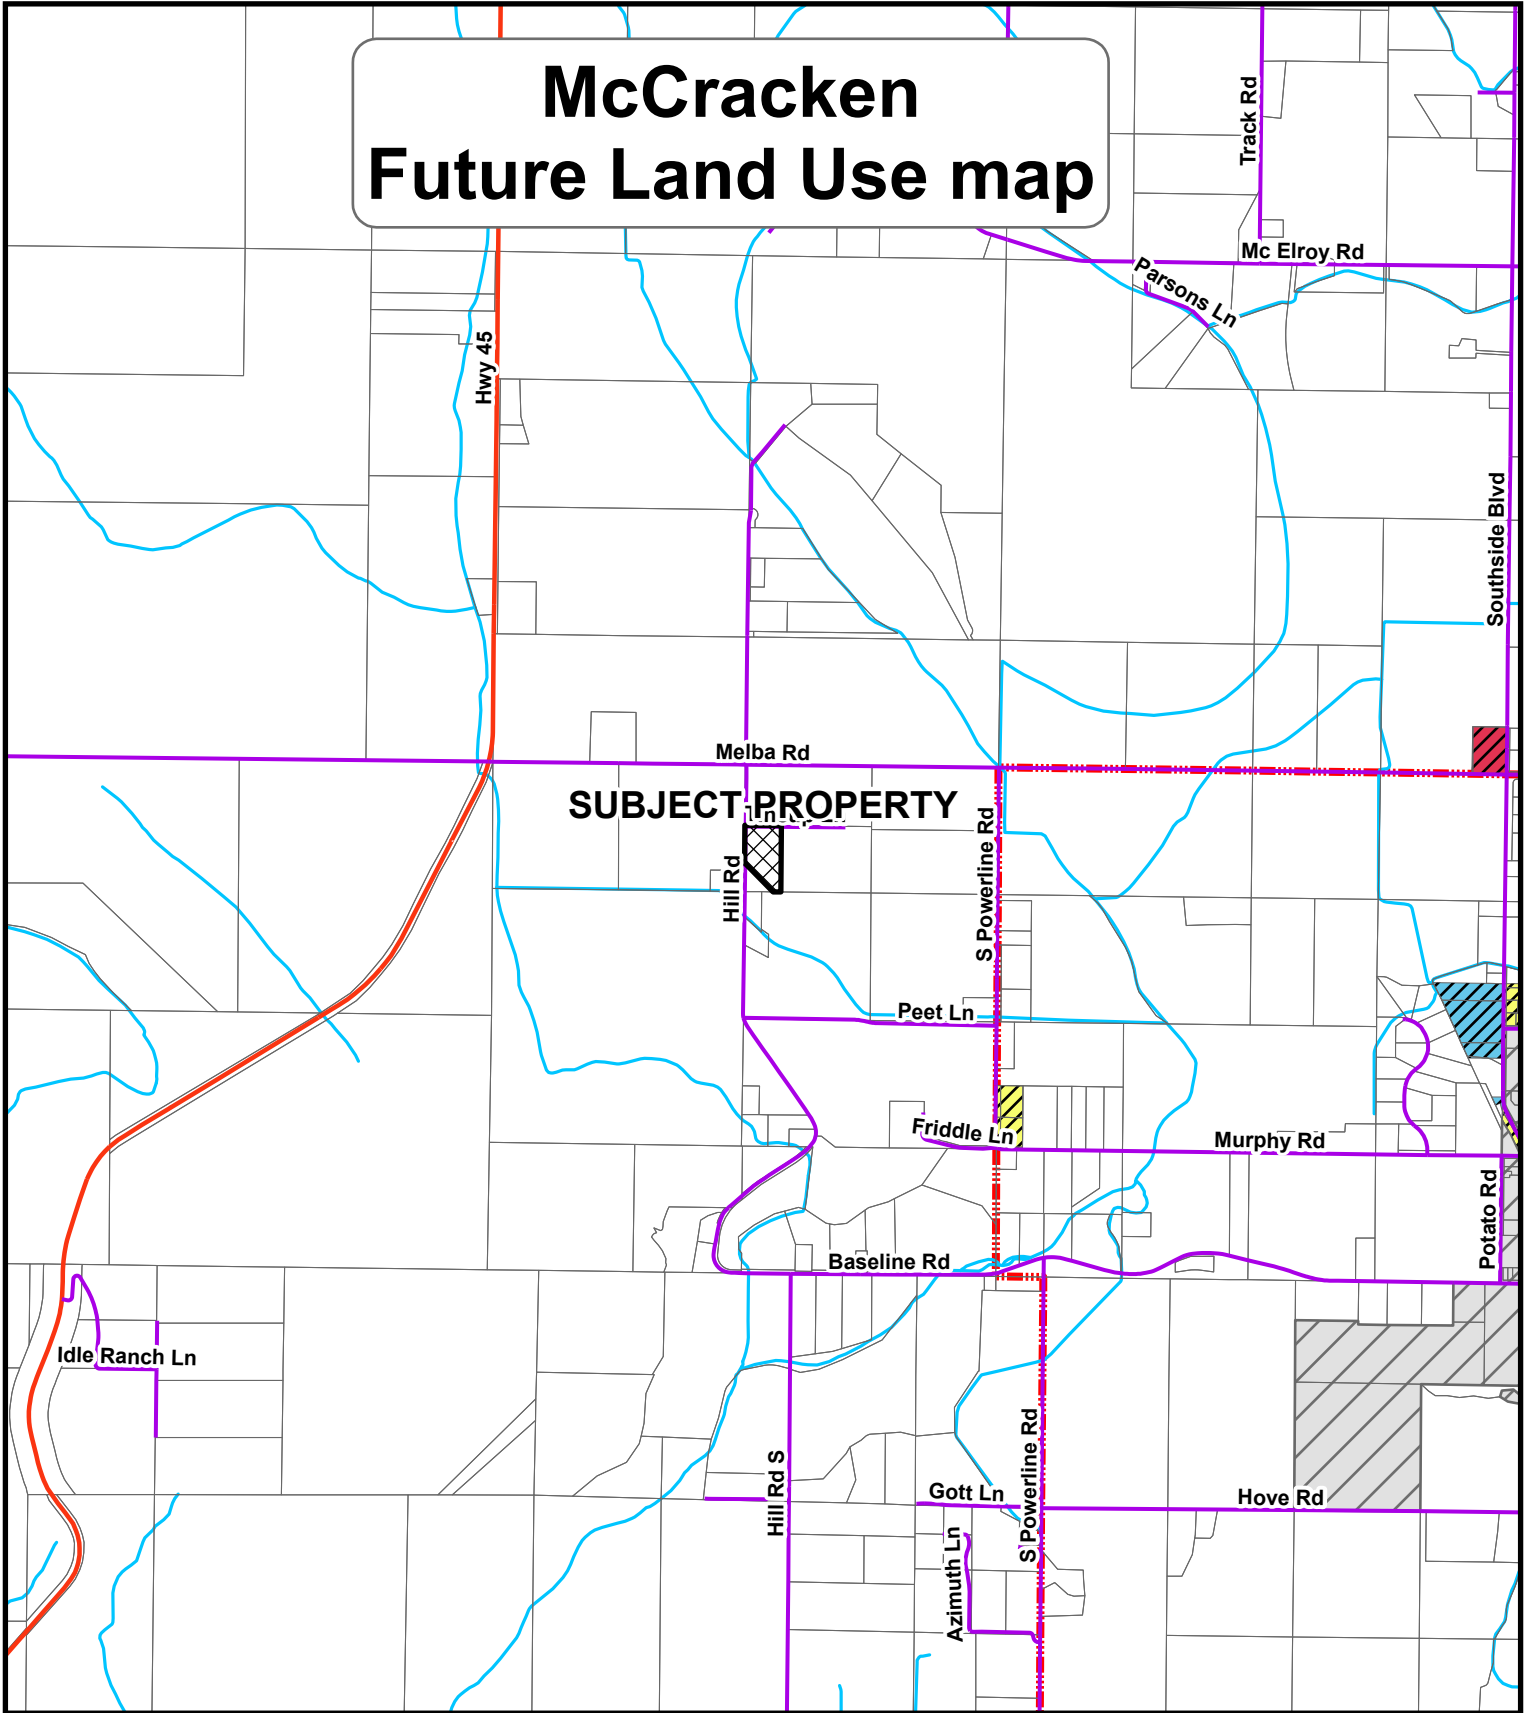 McCracken
Future Land Use map
Track Rd
Mc Elroy Rd
Parsons Ln
Hwy 45
Southside Blvd
Melba Rd
SUBJECT PROPERTY
Hill Rd
S Powerline Rd
Peet Ln
Friddle Ln
Murphy Rd
Potato Rd
Baseline Rd
Idle Ranch Ln
Hill Rd S
S Powerline Rd
Gott Ln
Hove Rd
Azimuth Ln